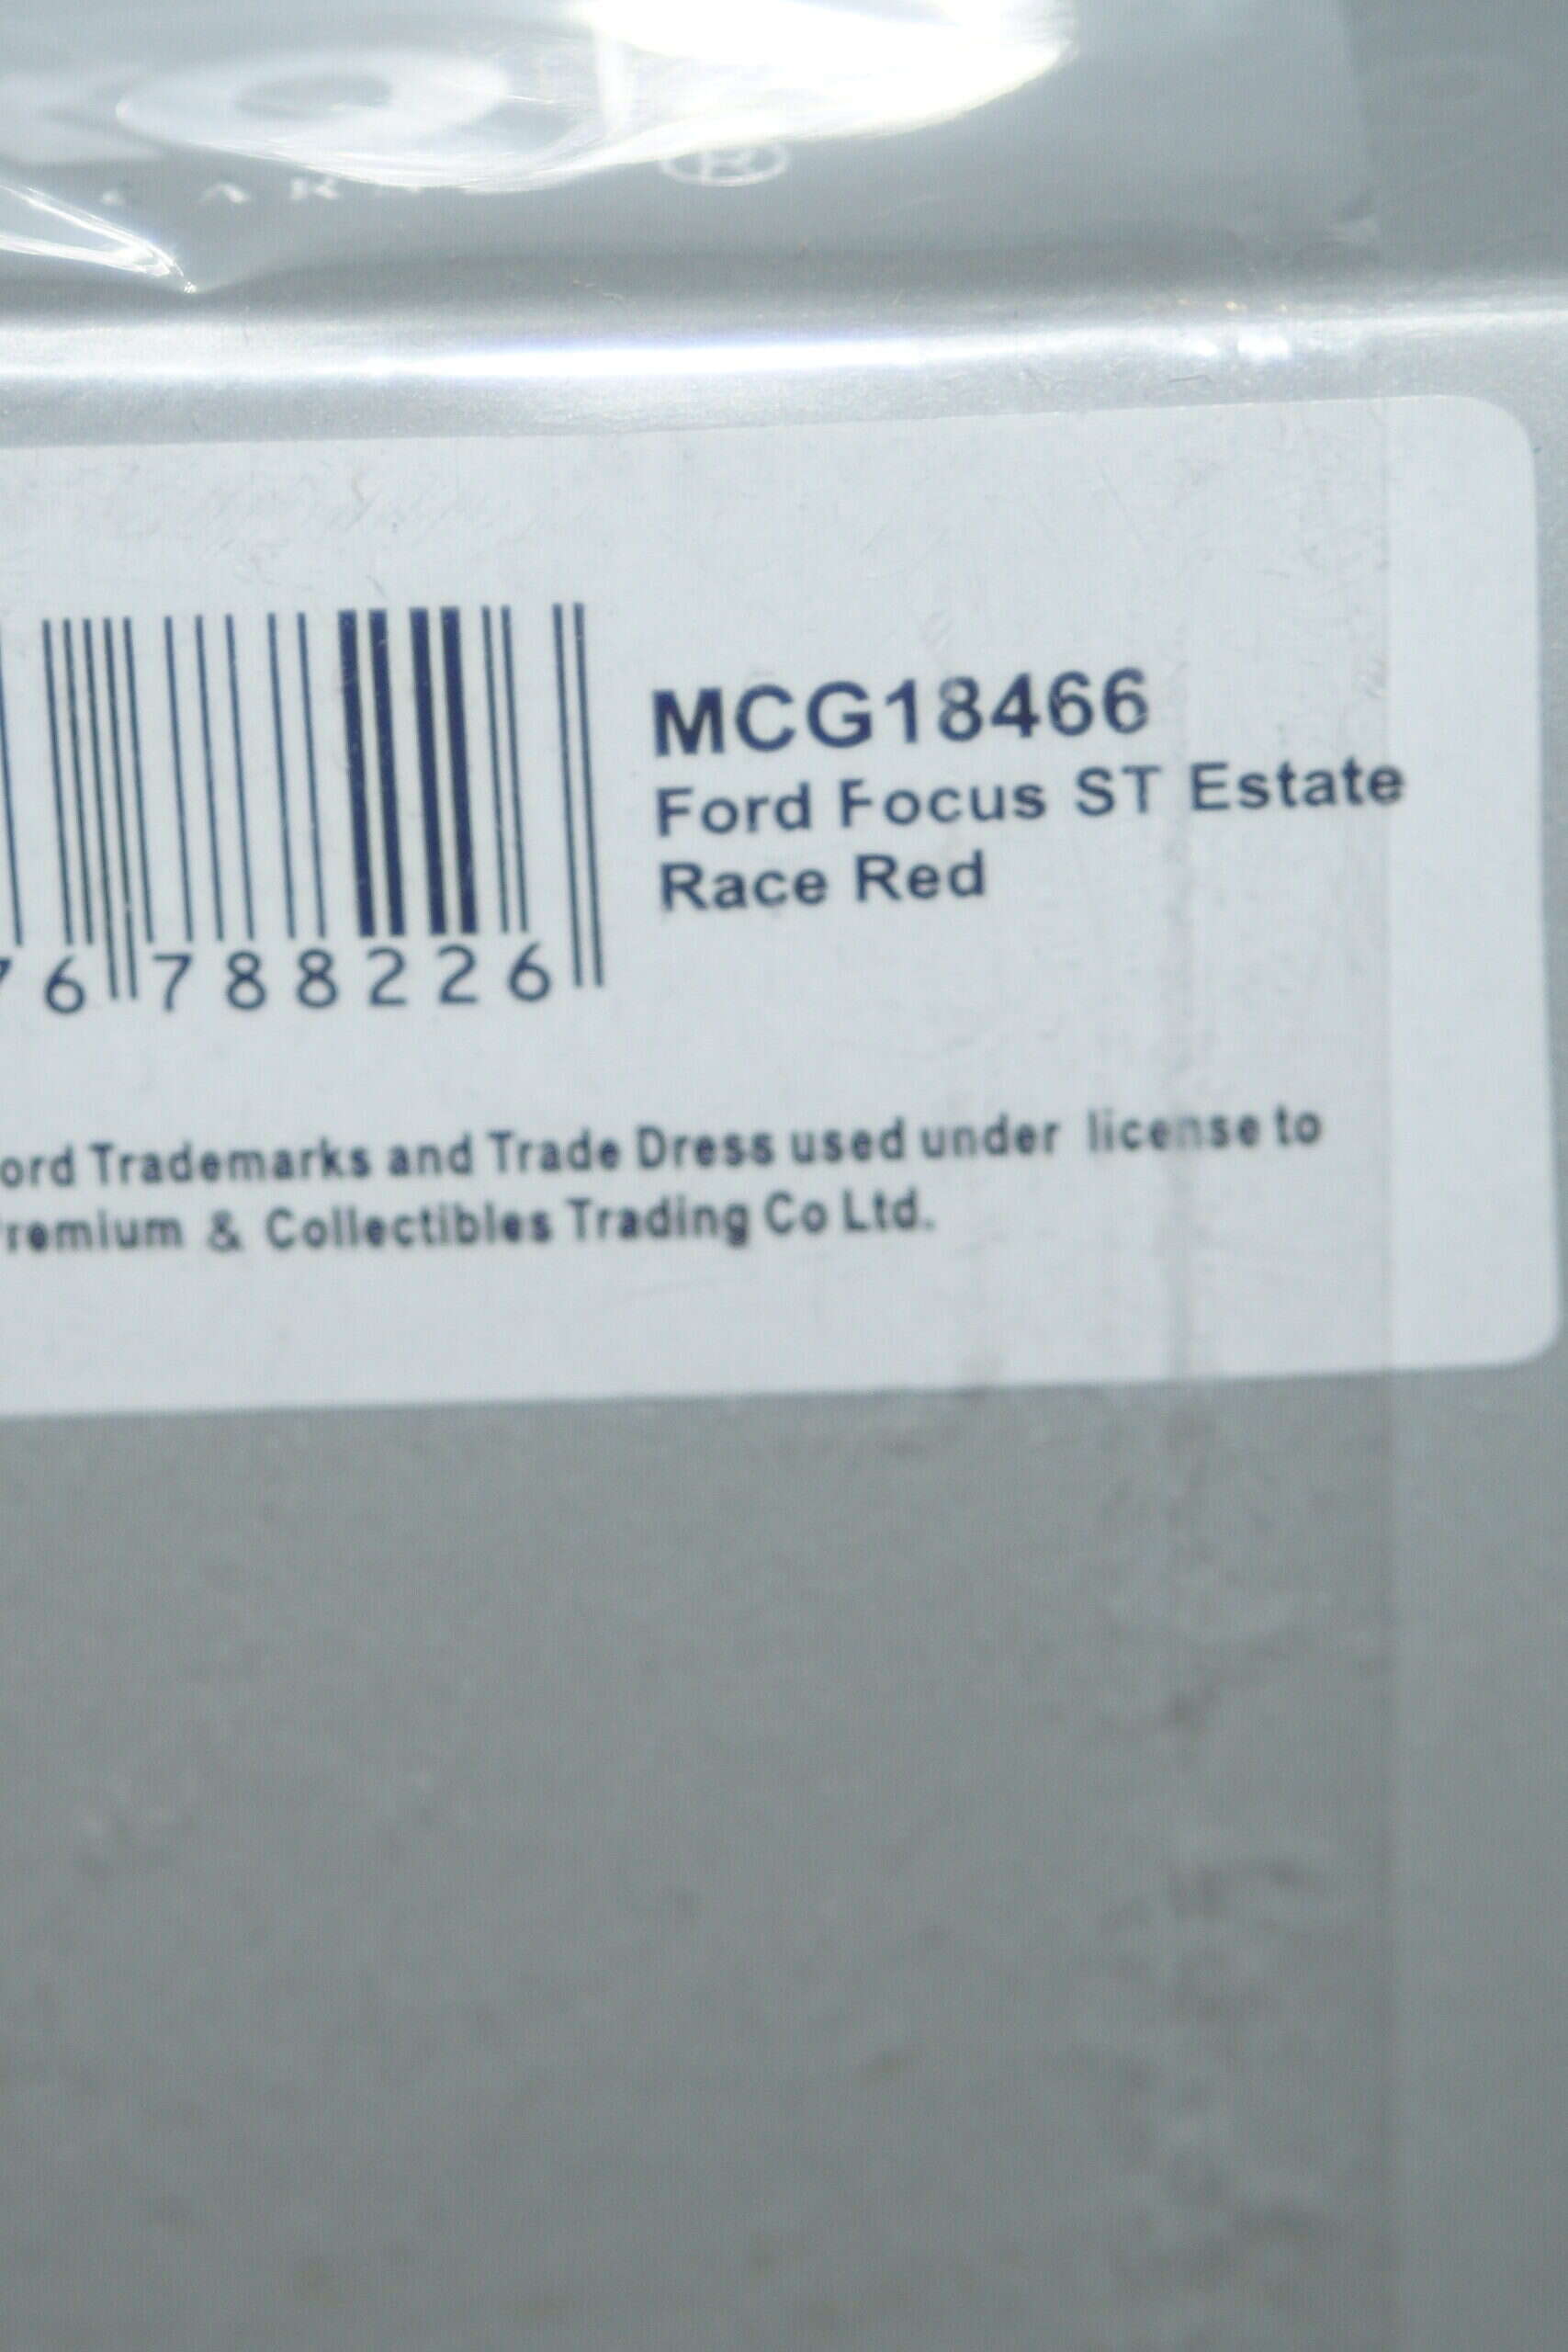 MCG18466
Ford Focus ST Estate
Race Red
6 788226
Trademarks and Trade Dress used under license to
& Collectibles Trading Co Ltd.